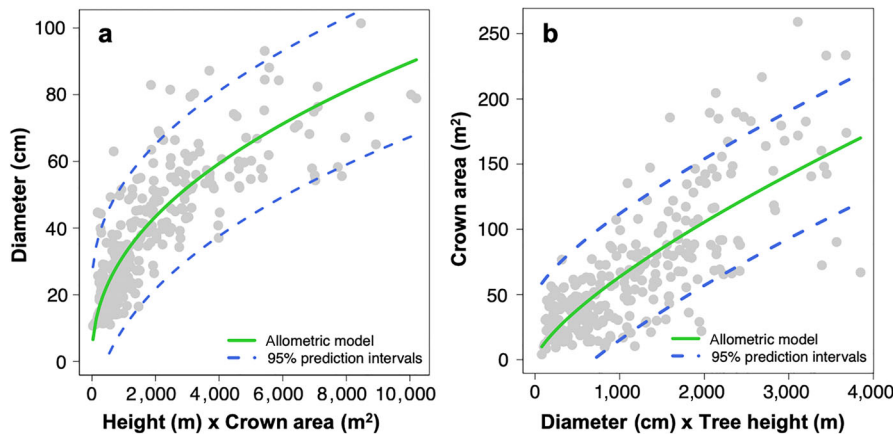 a
100
80
60
40
20
0
Diameter (cm)
Allometric model
95% prediction intervals
0 2,000 4,000 6,000 8,000 10,000
Height (m) x Crown area (m²)
b
250
200
150
100
50
0
Crown area (m²)
Allometric model
95% prediction intervals
0 1,000 2,000 3,000 4,000
Diameter (cm) x Tree height (m)